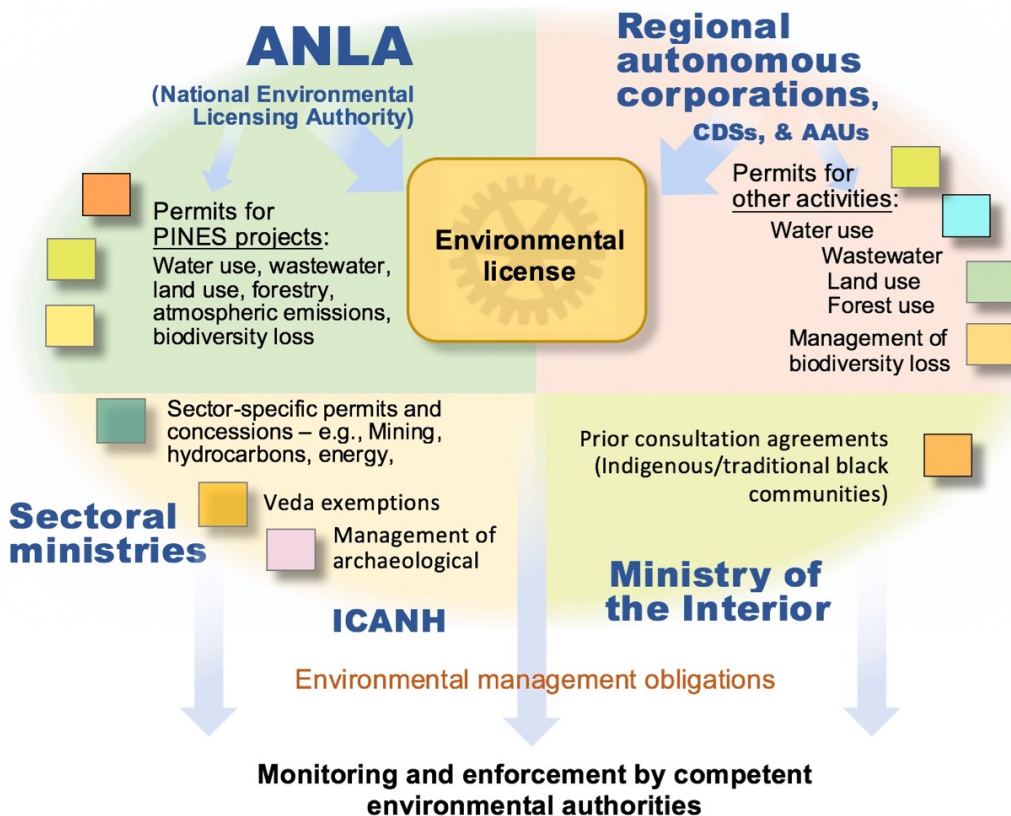 ANLA
(National Environmental
Licensing Authority)
Regional
autonomous
corporations,
CDSs, & AAUs
Permits for
PINES projects:
Water use, wastewater,
land use, forestry,
atmospheric emissions,
biodiversity loss
Environmental
license
Permits for
other activities:
Water use
Wastewater
Land use
Forest use
Management of
biodiversity loss
Sector-specific permits and
concessions – e.g., Mining,
hydrocarbons, energy,
Veda exemptions
Management of
archaeological
Sectoral
ministries
ICANH
Prior consultation agreements
(Indigenous/traditional black
communities)
Ministry of
the Interior
Environmental management obligations
Monitoring and enforcement by competent
environmental authorities